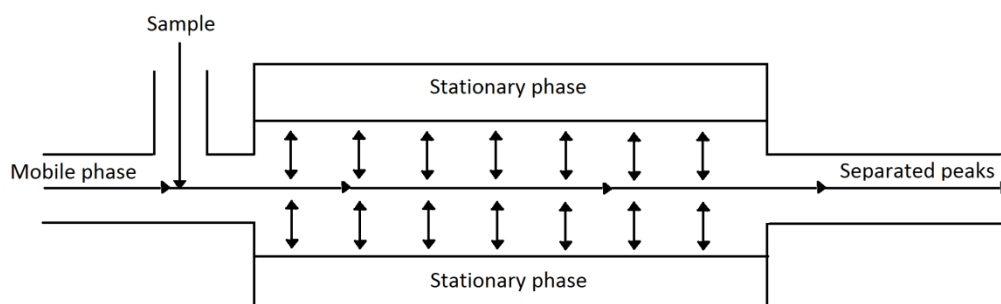 Sample
Stationary phase
Mobile phase
Separated peaks
Stationary phase